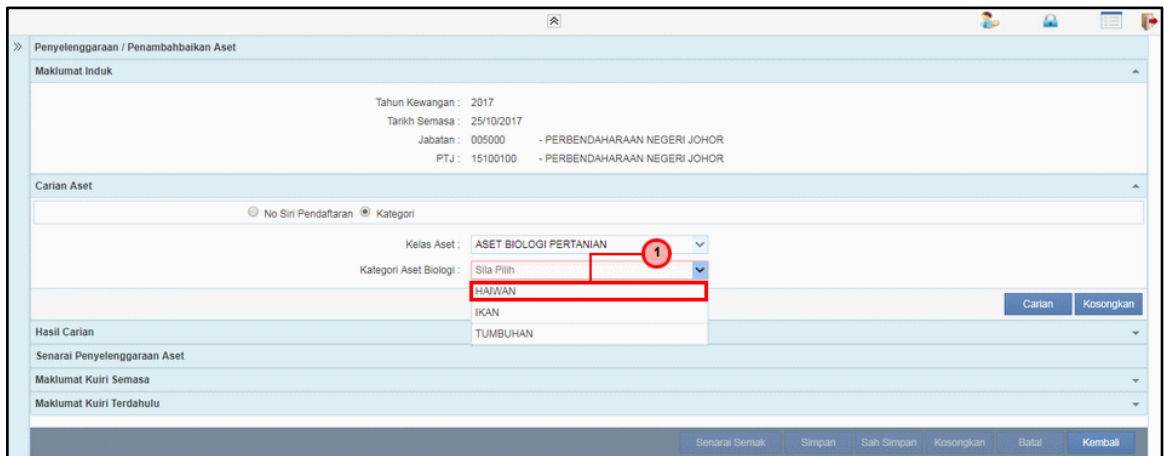 Penyelenggaraan / Penambahbaikan Aset
Maklumat Induk
Tahun Kewangan : 2017
Tarikh Semasa : 25/10/2017
Jabatan : 005000 - PERBENDAHARAAN NEGERI JOHOR
PTJ : 15100100 - PERBENDAHARAAN NEGERI JOHOR
Carian Aset
No Siri Pendaftaran Kategori
Kelas Aset : ASET BIOLOGI PERTANIAN
1
Kategori Aset Biologi : Sila Pilih
HAIWAN
IKAN
TUMBUHAN
Carian Kosongkan
Hasil Carian
Senarai Penyelenggaraan Aset
Maklumat Kuiri Semasa
Maklumat Kuiri Terdahulu
Senarai Semak Simpan Sah Simpan Kosongkan Batal Kembali